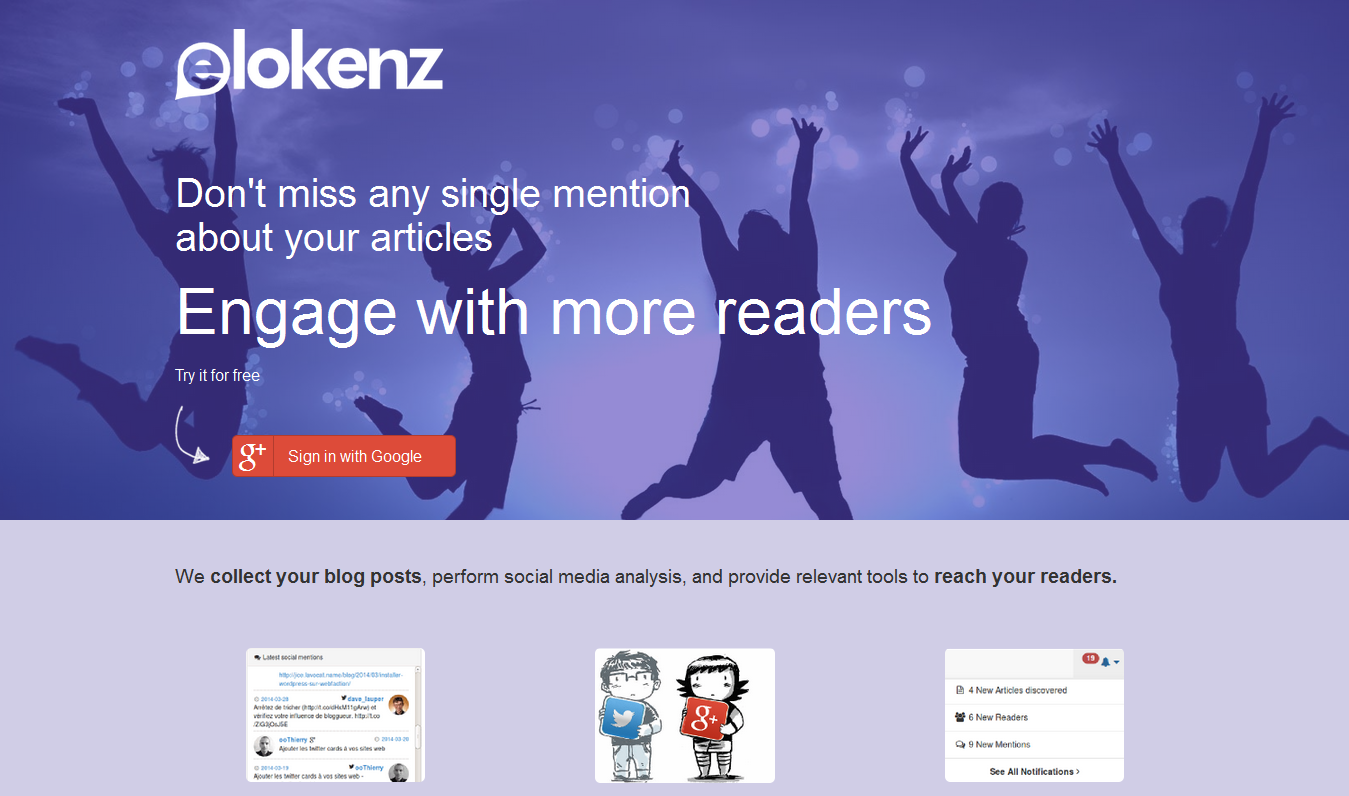 elokenz
Don't miss any single mention
about your articles
Engage with more readers
Try it for free
g+ Sign in with Google
We collect your blog posts, perform social media analysis, and provide relevant tools to reach your readers.
Latest social mentions
http://joe.lavocat.name/blog/2014/03/installer-
wordpress-sur-webfaction/
2014-03-28 dave_lauper
Arrêtez de tricher (http://t.co/dHxM11gArw) et
vérifiez votre influence de bloggueur. http://t.co
/ZiG3jOsJ5E
ooThierry 2014-03-20
Ajouter les twitter cards à vos sites web
2014-03-19 ooThierry
Ajouter les twitter cards à vos sites web -
g+
19
4 New Articles discovered
6 New Readers
9 New Mentions
See All Notifications >